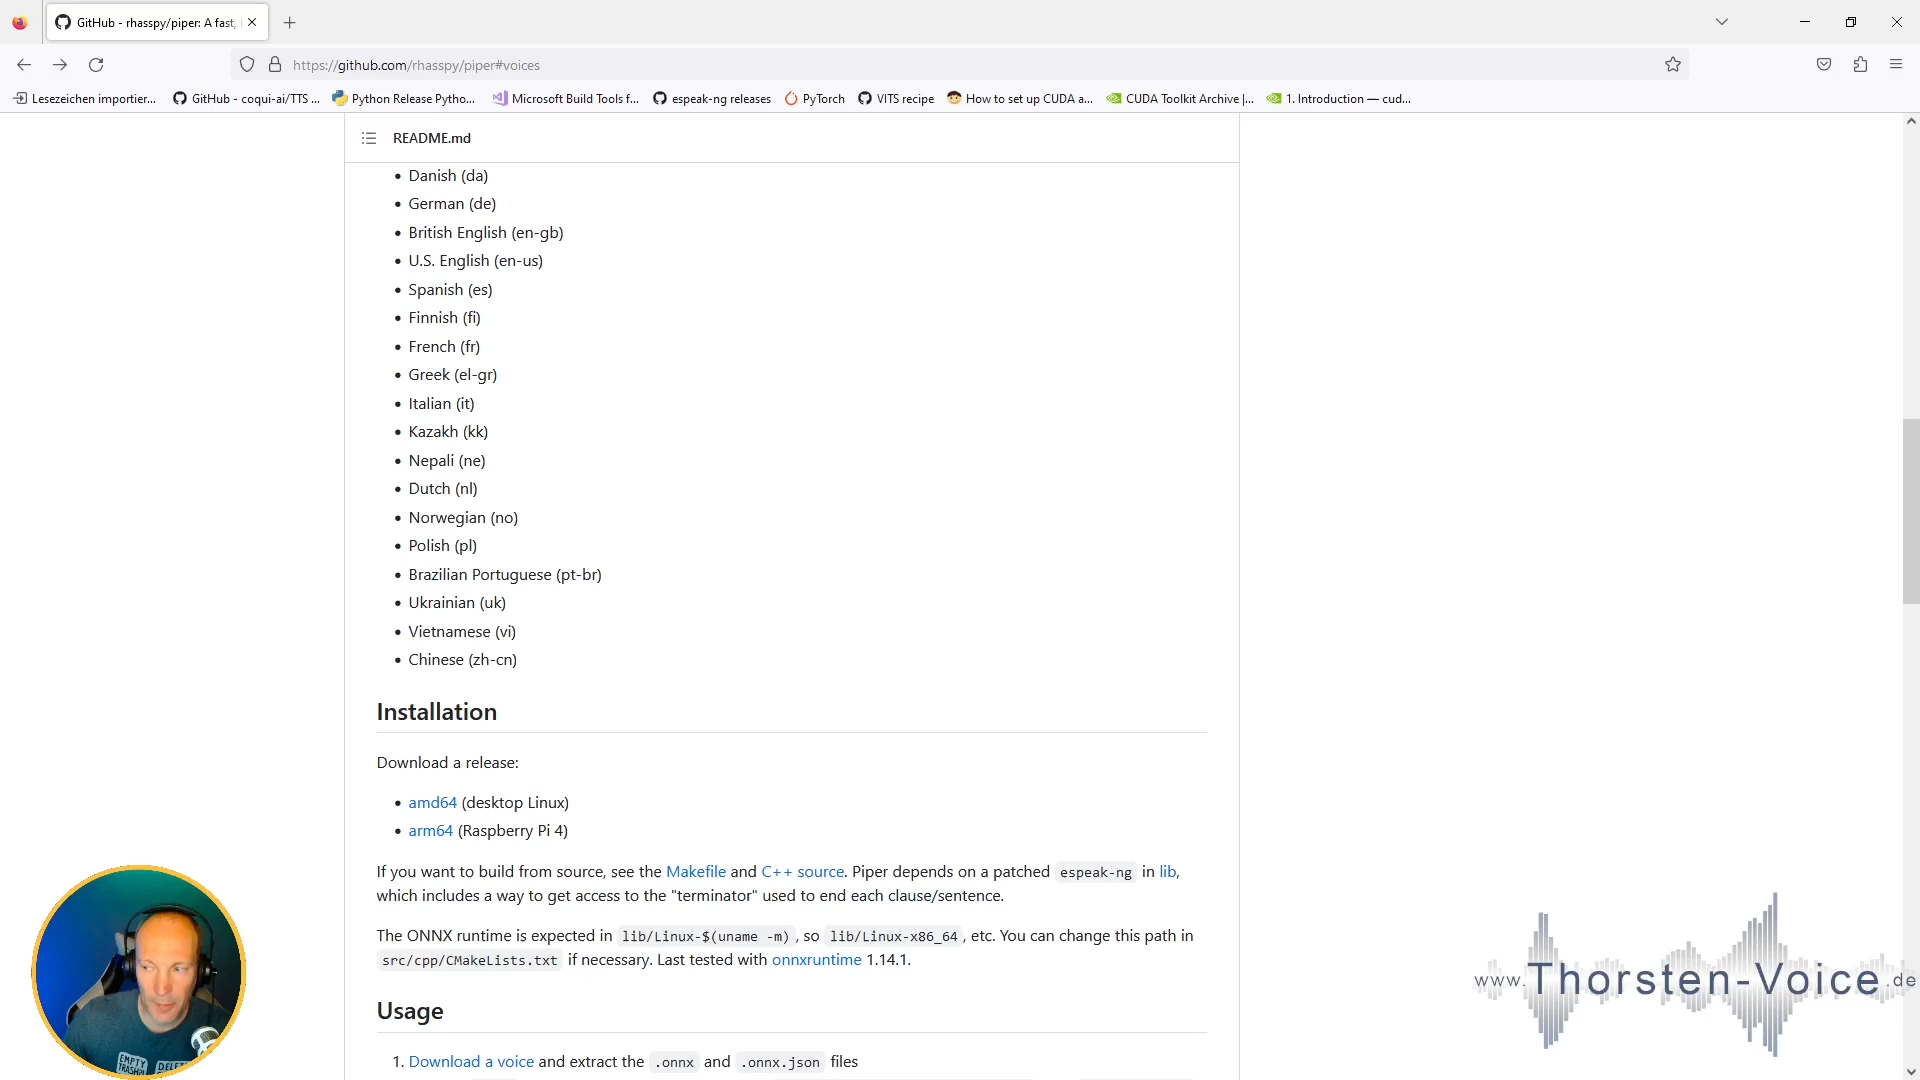 GitHub - rhasspy/piper: A fast,
https://github.com/rhasspy/piper#voices
Lesezeichen importier...
GitHub - coqui-ai/TTS ...
Python Release Pytho...
Microsoft Build Tools f...
espeak-ng releases
PyTorch
VITS recipe
How to set up CUDA a...
CUDA Toolkit Archive |...
1. Introduction — cud...
README.md
• Danish (da)
• German (de)
• British English (en-gb)
• U.S. English (en-us)
• Spanish (es)
• Finnish (fi)
• French (fr)
• Greek (el-gr)
• Italian (it)
• Kazakh (kk)
• Nepali (ne)
• Dutch (nl)
• Norwegian (no)
• Polish (pl)
• Brazilian Portuguese (pt-br)
• Ukrainian (uk)
• Vietnamese (vi)
• Chinese (zh-cn)
Installation
Download a release:
• amd64 (desktop Linux)
• arm64 (Raspberry Pi 4)
If you want to build from source, see the Makefile and C++ source. Piper depends on a patched espeak-ng in lib,
which includes a way to get access to the "terminator" used to end each clause/sentence.
The ONNX runtime is expected in lib/Linux-$(uname -m) , so lib/Linux-x86_64 , etc. You can change this path in
src/cpp/CMakeLists.txt if necessary. Last tested with onnxruntime 1.14.1.
Usage
1. Download a voice and extract the .onnx and .onnx.json files
www.Thorsten-Voice.de
EMPTY